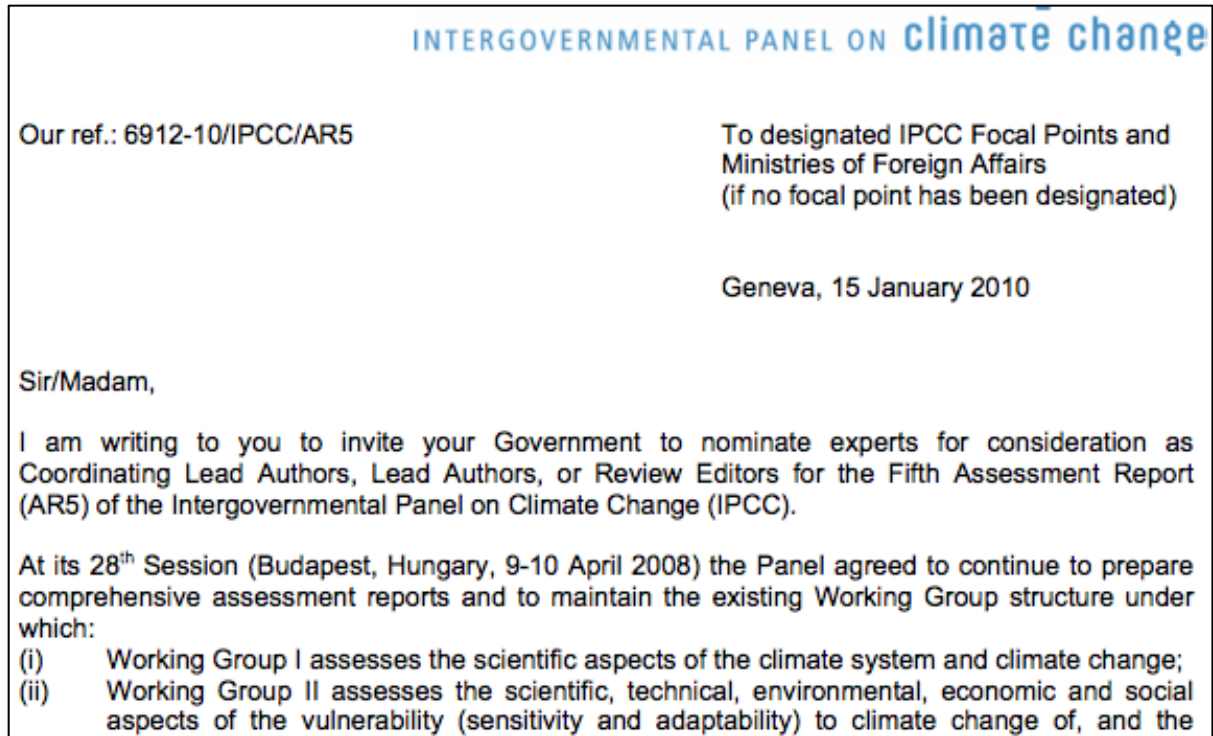 INTERGOVERNMENTAL PANEL ON climate change
Our ref.: 6912-10/IPCC/AR5
To designated IPCC Focal Points and
Ministries of Foreign Affairs
(if no focal point has been designated)
Geneva, 15 January 2010
Sir/Madam,
I am writing to you to invite your Government to nominate experts for consideration as
Coordinating Lead Authors, Lead Authors, or Review Editors for the Fifth Assessment Report
(AR5) of the Intergovernmental Panel on Climate Change (IPCC).
At its 28th Session (Budapest, Hungary, 9-10 April 2008) the Panel agreed to continue to prepare
comprehensive assessment reports and to maintain the existing Working Group structure under
which:
(i) Working Group I assesses the scientific aspects of the climate system and climate change;
(ii) Working Group II assesses the scientific, technical, environmental, economic and social
aspects of the vulnerability (sensitivity and adaptability) to climate change of, and the